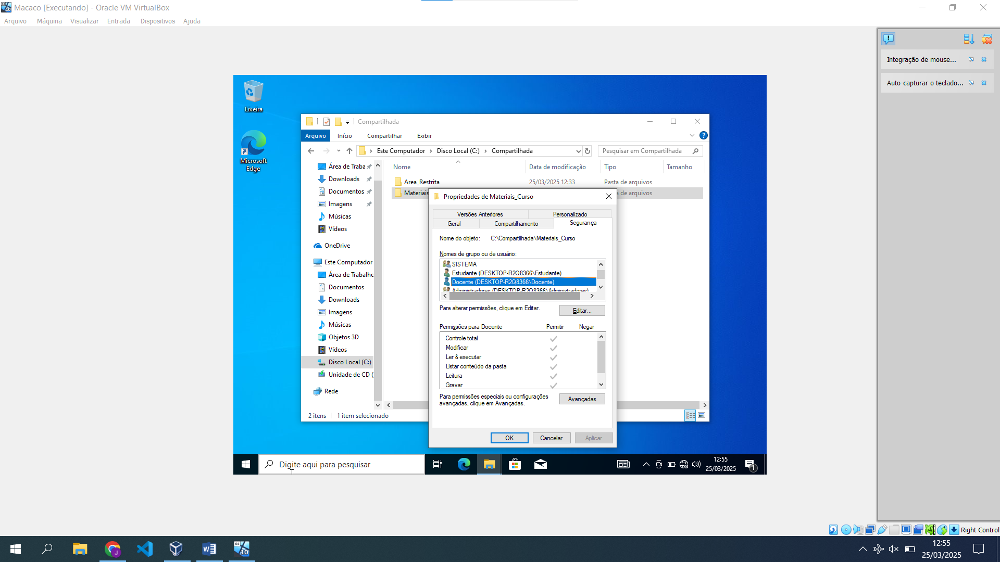 Macaco [Executando] - Oracle VM VirtualBox
Arquivo Máquina Visualizar Entrada Dispositivos Ajuda
Integração de mouse...
Auto-capturar o teclado...
Lixeira
Microsoft
Edge
Compartilhada
Arquivo Início Compartilhar Exibir
Este Computador Disco Local (C:) Compartilhada
Pesquisar em Compartilhada
Área de Traba
Downloads
Documentos
Imagens
Músicas
Vídeos
OneDrive
Este Computador
Área de Trabalho
Documentos
Downloads
Imagens
Músicas
Objetos 3D
Vídeos
Disco Local (C:)
Unidade de CD (
Rede
Nome Data de modificação Tipo Tamanho
Area_Restrita 25/03/2025 12:33 Pasta de arquivos
Materiais a de arquivos
2 itens 1 item selecionado
Propriedades de Materiais_Curso
Versões Anteriores Personalizado
Geral Compartilhamento Segurança
Nome do objeto: C:\Compartilhada\Materiais_Curso
Nomes de grupo ou de usuário:
SISTEMA
Estudante (DESKTOP-R2Q8366\Estudante)
Docente (DESKTOP-R2Q8366\Docente)
Administradores (DESKTOP-R2Q8366\Administradores)
Para alterar permissões, clique em Editar.
Editar...
Permissões para Docente Permitir Negar
Controle total
Modificar
Ler & executar
Listar conteúdo da pasta
Leitura
Gravar
Para permissões especiais ou configurações
avançadas, clique em Avançadas.
Avançadas
OK Cancelar Aplicar
Digite aqui para pesquisar
12:55
25/03/2025
1
Right Control
64
10
12:55
25/03/2025